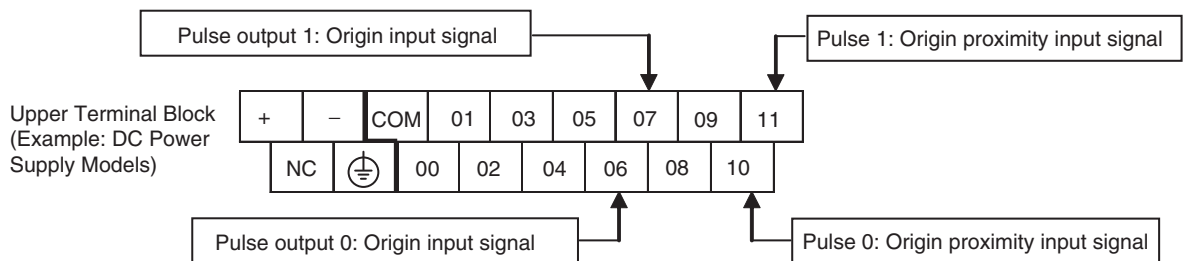 Pulse output 1: Origin input signal
Pulse 1: Origin proximity input signal
Upper Terminal Block
(Example: DC Power
Supply Models)
+ − COM 01 03 05 07 09 11
NC 00 02 04 06 08 10
Pulse output 0: Origin input signal
Pulse 0: Origin proximity input signal